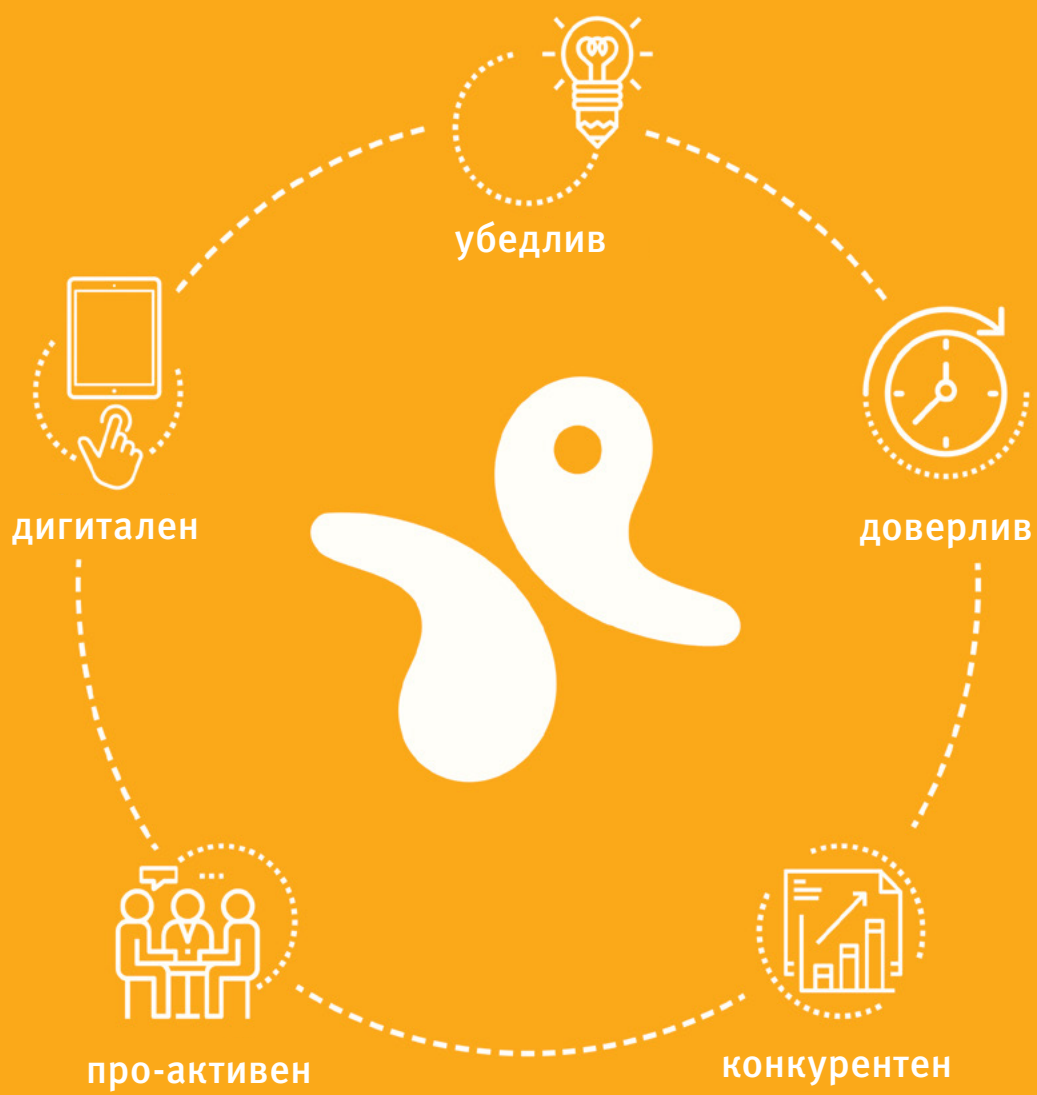 убедлив
дигитален
доверлив
про-активен
конкурентен